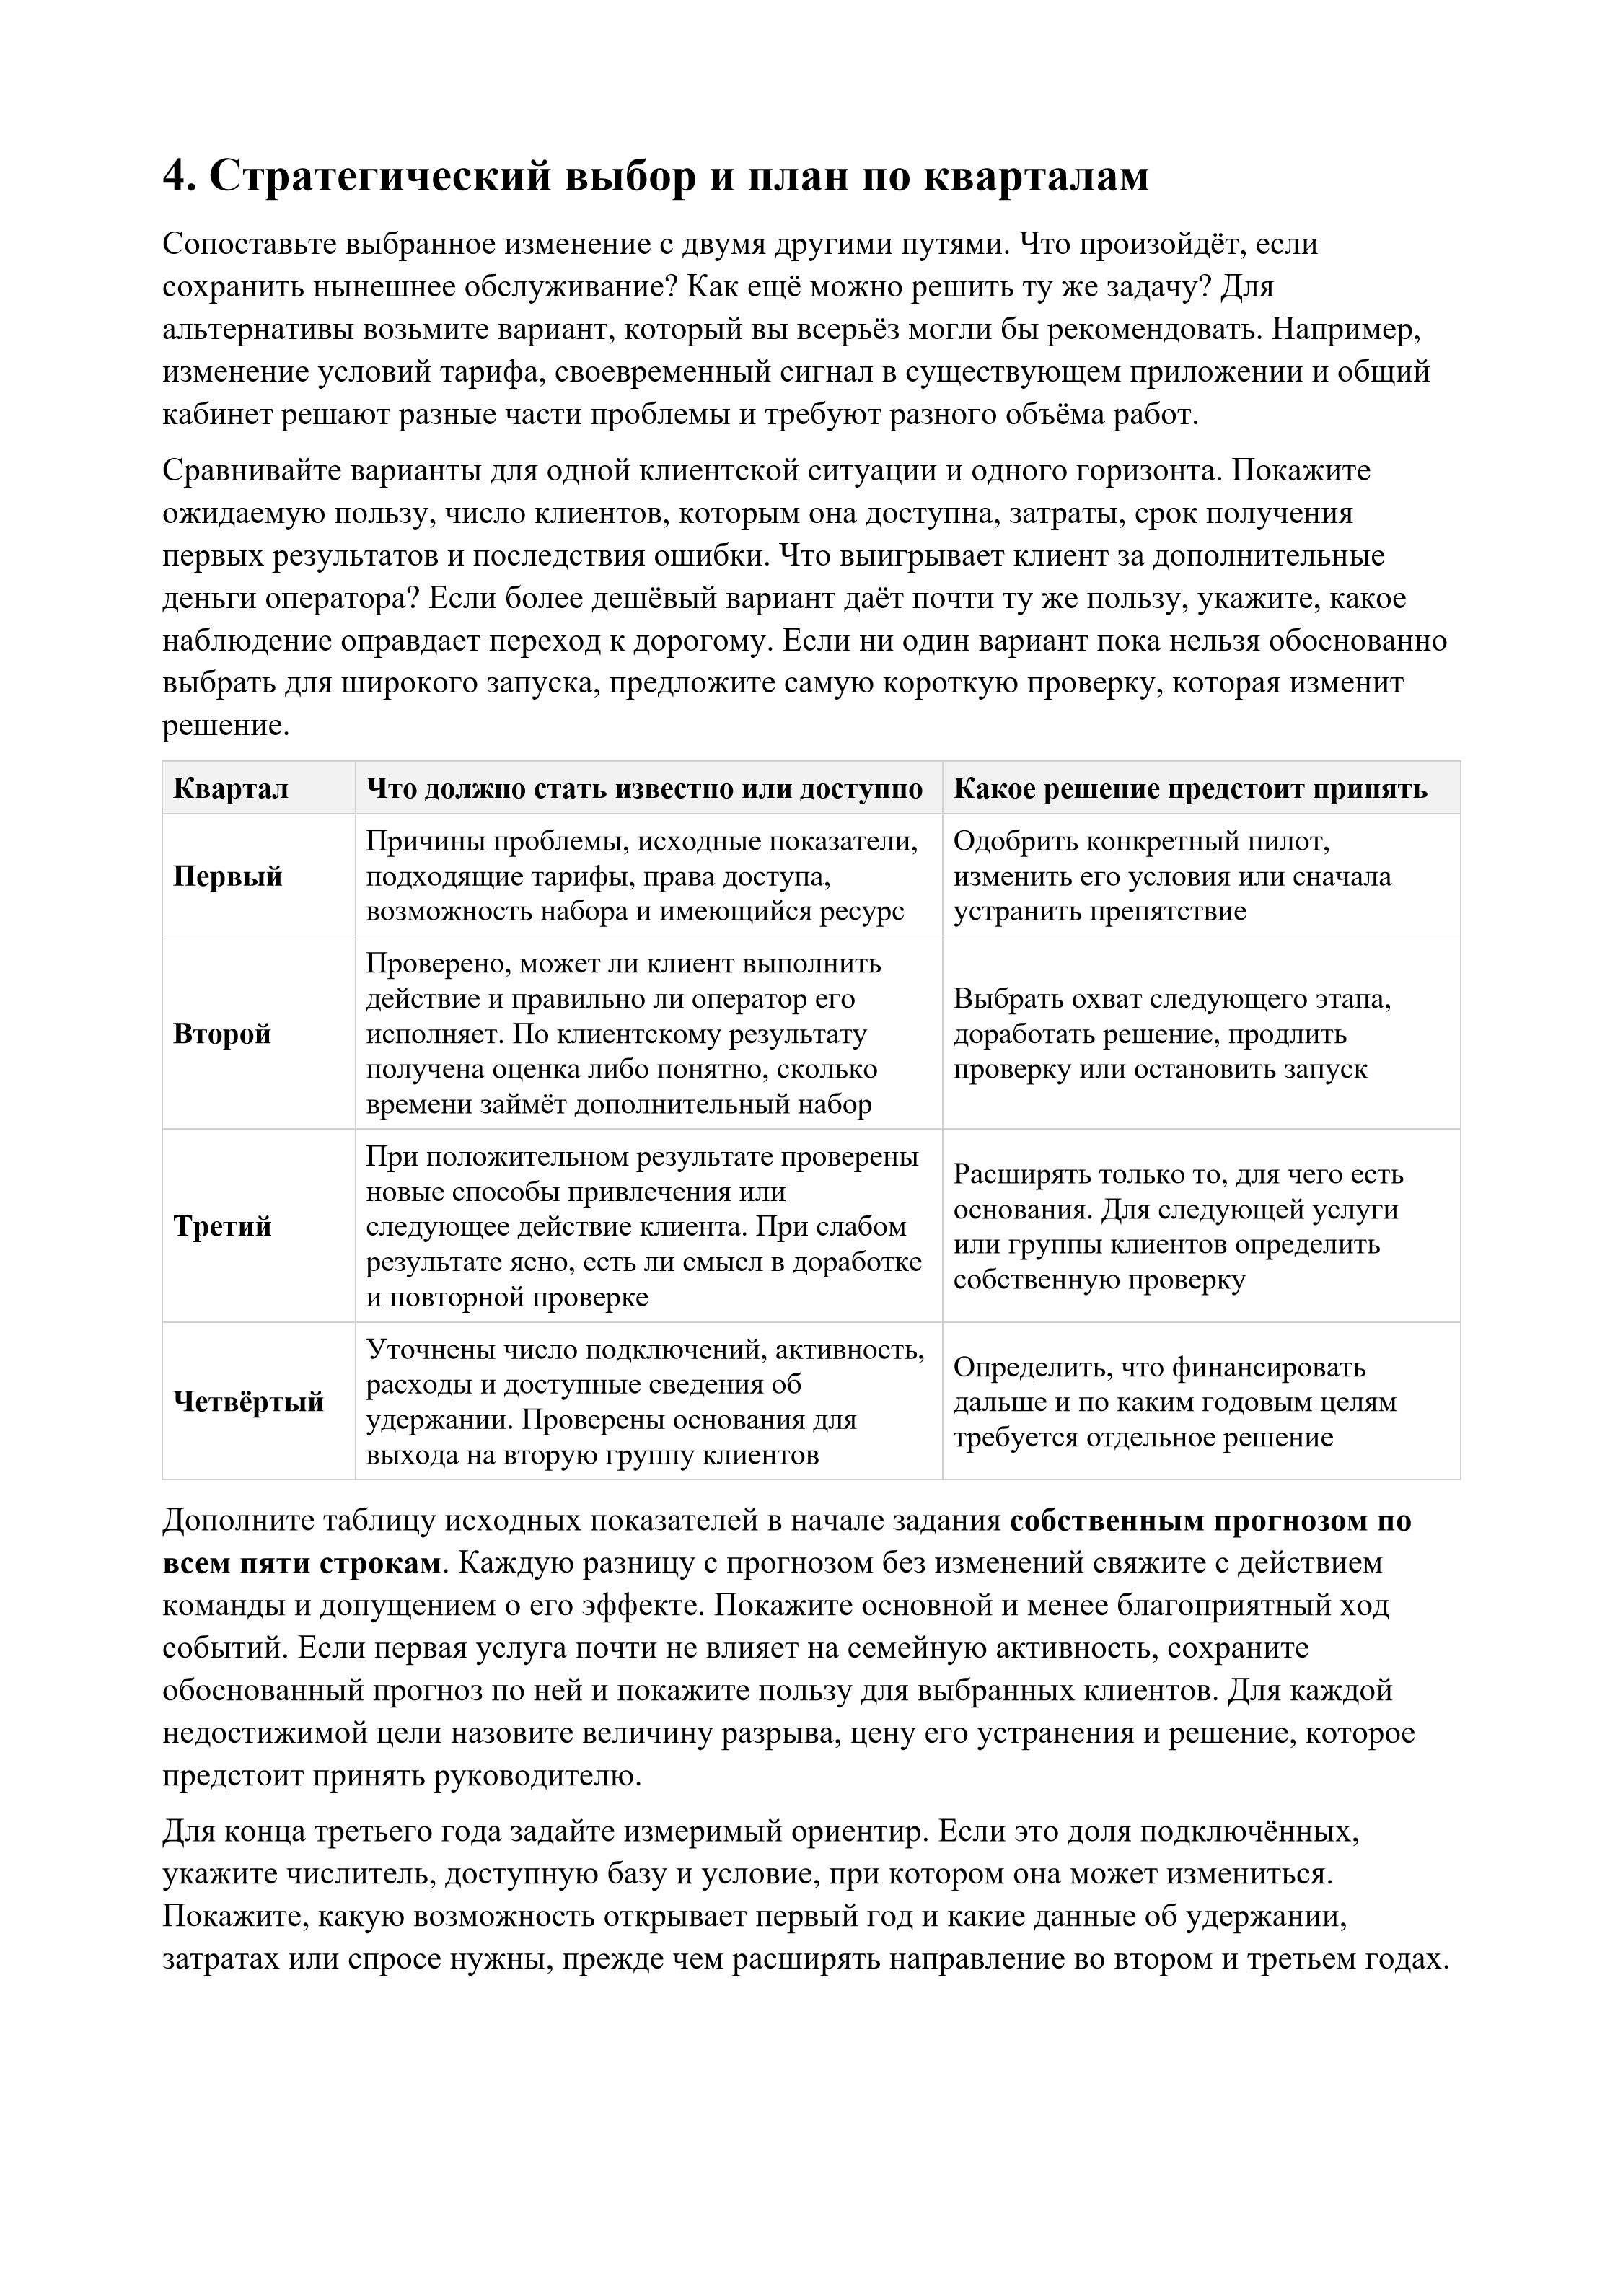 4. Стратегический выбор и план по кварталам
Сопоставьте выбранное изменение с двумя другими путями. Что произойдёт, если
сохранить нынешнее обслуживание? Как ещё можно решить ту же задачу? Для
альтернативы возьмите вариант, который вы всерьёз могли бы рекомендовать. Например,
изменение условий тарифа, своевременный сигнал в существующем приложении и общий
кабинет решают разные части проблемы и требуют разного объёма работ.
Сравнивайте варианты для одной клиентской ситуации и одного горизонта. Покажите
ожидаемую пользу, число клиентов, которым она доступна, затраты, срок получения
первых результатов и последствия ошибки. Что выигрывает клиент за дополнительные
деньги оператора? Если более дешёвый вариант даёт почти ту же пользу, укажите, какое
наблюдение оправдает переход к дорогому. Если ни один вариант пока нельзя обоснованно
выбрать для широкого запуска, предложите самую короткую проверку, которая изменит
решение.
Квартал
Что должно стать известно или доступно
Какое решение предстоит принять
Первый
Причины проблемы, исходные показатели,
подходящие тарифы, права доступа,
возможность набора и имеющийся ресурс
Одобрить конкретный пилот,
изменить его условия или сначала
устранить препятствие
Второй
Проверено, может ли клиент выполнить
действие и правильно ли оператор его
исполняет. По клиентскому результату
получена оценка либо понятно, сколько
времени займёт дополнительный набор
Выбрать охват следующего этапа,
доработать решение, продлить
проверку или остановить запуск
Третий
При положительном результате проверены
новые способы привлечения или
следующее действие клиента. При слабом
результате ясно, есть ли смысл в доработке
и повторной проверке
Расширять только то, для чего есть
основания. Для следующей услуги
или группы клиентов определить
собственную проверку
Четвёртый
Уточнены число подключений, активность,
расходы и доступные сведения об
удержании. Проверены основания для
выхода на вторую группу клиентов
Определить, что финансировать
дальше и по каким годовым целям
требуется отдельное решение
Дополните таблицу исходных показателей в начале задания собственным прогнозом по
всем пяти строкам. Каждую разницу с прогнозом без изменений свяжите с действием
команды и допущением о его эффекте. Покажите основной и менее благоприятный ход
событий. Если первая услуга почти не влияет на семейную активность, сохраните
обоснованный прогноз по ней и покажите пользу для выбранных клиентов. Для каждой
недостижимой цели назовите величину разрыва, цену его устранения и решение, которое
предстоит принять руководителю.
Для конца третьего года задайте измеримый ориентир. Если это доля подключённых,
укажите числитель, доступную базу и условие, при котором она может измениться.
Покажите, какую возможность открывает первый год и какие данные об удержании,
затратах или спросе нужны, прежде чем расширять направление во втором и третьем годах.